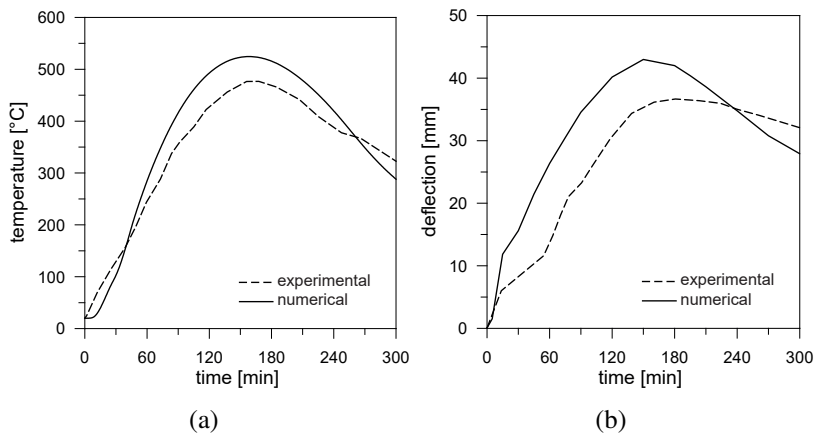 600
500
400
300
200
100
0
temperature [°C]
experimental
numerical
0 60 120 180 240 300
time [min]
(a)
50
40
30
20
10
0
deflection [mm]
experimental
numerical
0 60 120 180 240 300
time [min]
(b)